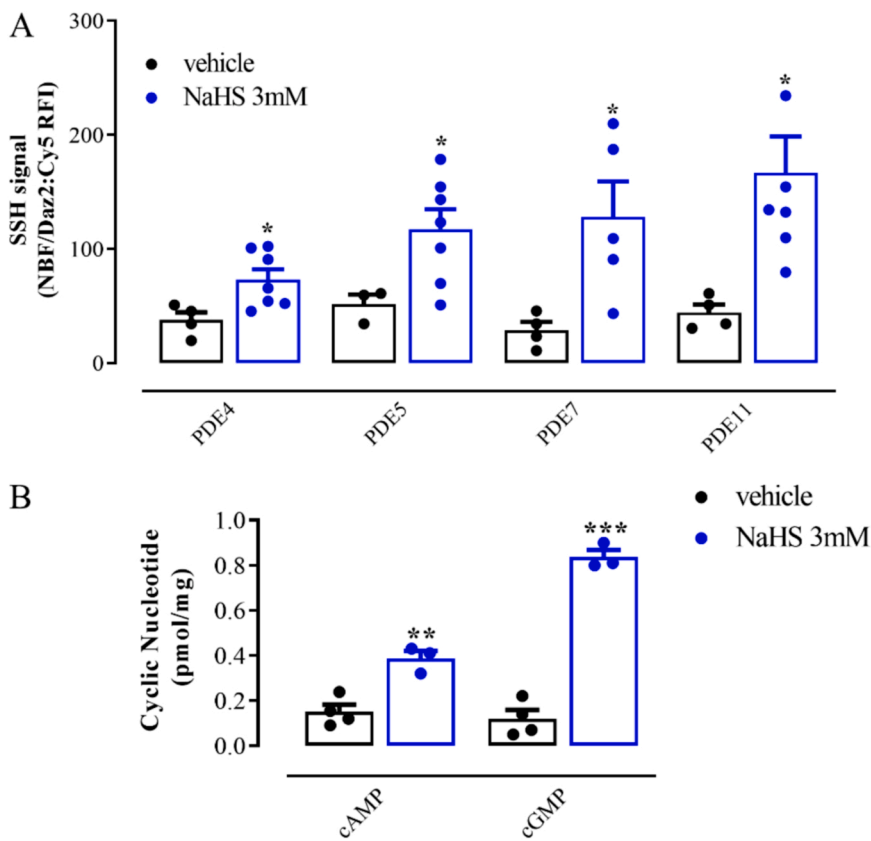 A
300
200
100
0
SSH signal
(NBF/Daz2:Cy5 RFI)
vehicle
NaHS 3mM
*
*
*
*
PDE4
PDE5
PDE7
PDE11
B
vehicle
NaHS 3mM
1.0
0.8
0.6
0.4
0.2
0.0
Cyclic Nucleotide
(pmol/mg)
**
***
cAMP
cGMP